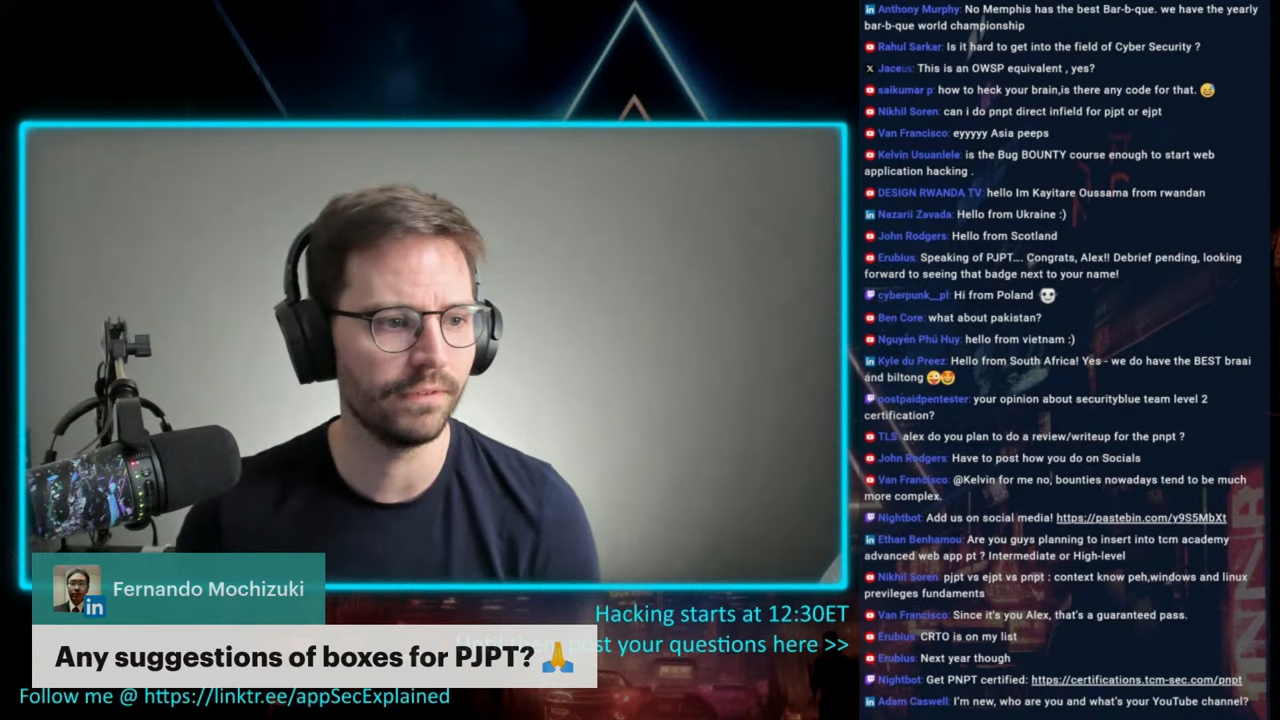 Anthony Murphy: No Memphis has the best Bar-b-que. we have the yearly
bar-b-que world championship
Rahul Sarkar: Is it hard to get into the field of Cyber Security ?
Jaceus: This is an OWSP equivalent , yes?
saikumar p: how to heck your brain,is there any code for that. 😅
Nikhil Soren: can i do pnpt direct infield for pjpt or ejpt
Van Francisco: eyyyyy Asia peeps
Kelvin Usuanlele: is the Bug BOUNTY course enough to start web
application hacking .
DESIGN RWANDA TV: hello Im Kayitare Oussama from rwandan
Nazarii Zavada: Hello from Ukraine :)
John Rodgers: Hello from Scotland
Erubius: Speaking of PJPT.... Congrats, Alex!! Debrief pending, looking
forward to seeing that badge next to your name!
cyberpunk__pl: Hi from Poland
Ben Core: what about pakistan?
Nguyễn Phú Huy: hello from vietnam :)
Kyle du Preez: Hello from South Africa! Yes - we do have the BEST braai
and biltong 😜🤩
postpaidpentester: your opinion about securityblue team level 2
certification?
TLS: alex do you plan to do a review/writeup for the pnpt ?
John Rodgers: Have to post how you do on Socials
Van Francisco: @Kelvin for me no, bounties nowadays tend to be much
more complex.
Nightbot: Add us on social media! https://pastebin.com/y9S5MbXt
Ethan Benhamou: Are you guys planning to insert into tcm academy
advanced web app pt ? Intermediate or High-level
Nikhil Soren: pjpt vs ejpt vs pnpt : context know peh,windows and linux
previleges fundaments
Van Francisco: Since it's you Alex, that's a guaranteed pass.
Erubius: CRTO is on my list
Erubius: Next year though
Nightbot: Get PNPT certified: https://certifications.tcm-sec.com/pnpt
Adam Caswell: I'm new, who are you and what's your YouTube channel?
Fernando Mochizuki
Any suggestions of boxes for PJPT? 🙏
Hacking starts at 12:30ET
post your questions here >>
Follow me @ https://linktr.ee/appSecExplained